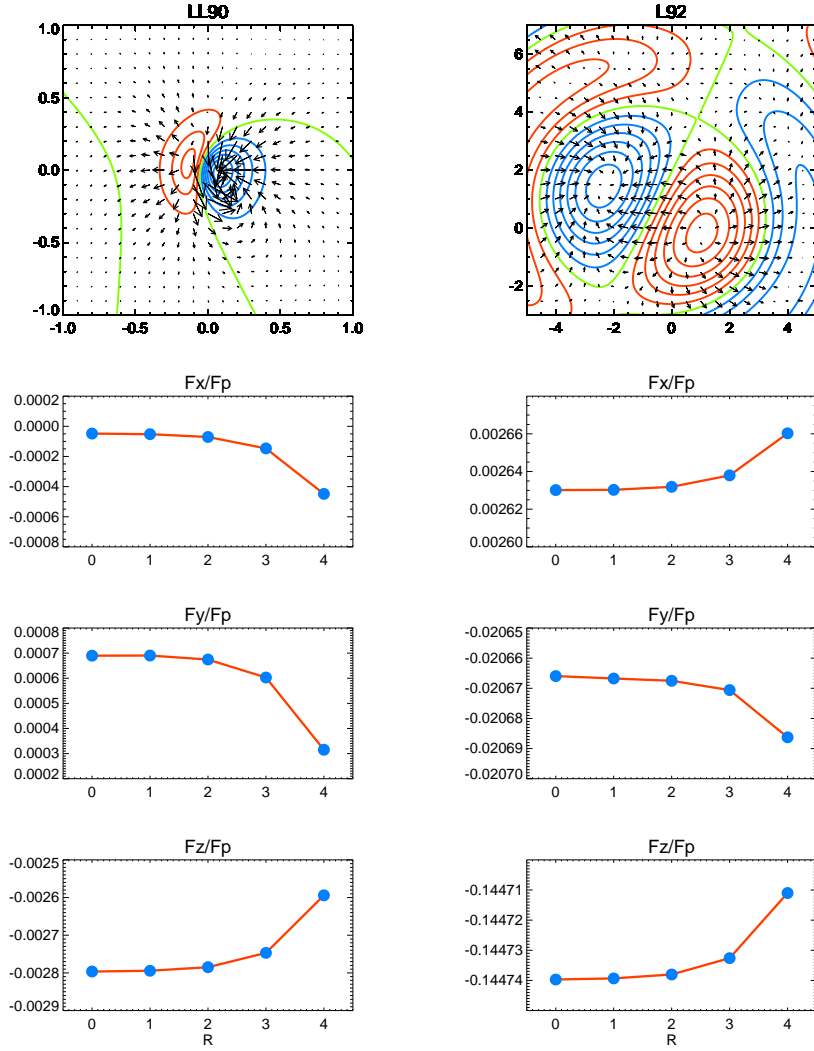 LL90
L92
1.0
0.5
0.0
-0.5
-1.0
-1.0 -0.5 0.0 0.5 1.0
6
4
2
0
-2
-4 -2 0 2 4
Fx/Fp
0.0002
0.0000
-0.0002
-0.0004
-0.0006
-0.0008
0 1 2 3 4
Fx/Fp
0.00266
0.00264
0.00262
0.00260
0 1 2 3 4
Fy/Fp
0.0008
0.0007
0.0006
0.0005
0.0004
0.0003
0.0002
0 1 2 3 4
Fy/Fp
-0.02065
-0.02066
-0.02067
-0.02068
-0.02069
-0.02070
0 1 2 3 4
Fz/Fp
-0.0025
-0.0026
-0.0027
-0.0028
-0.0029
0 1 2 3 4
R
Fz/Fp
-0.14471
-0.14472
-0.14473
-0.14474
0 1 2 3 4
R